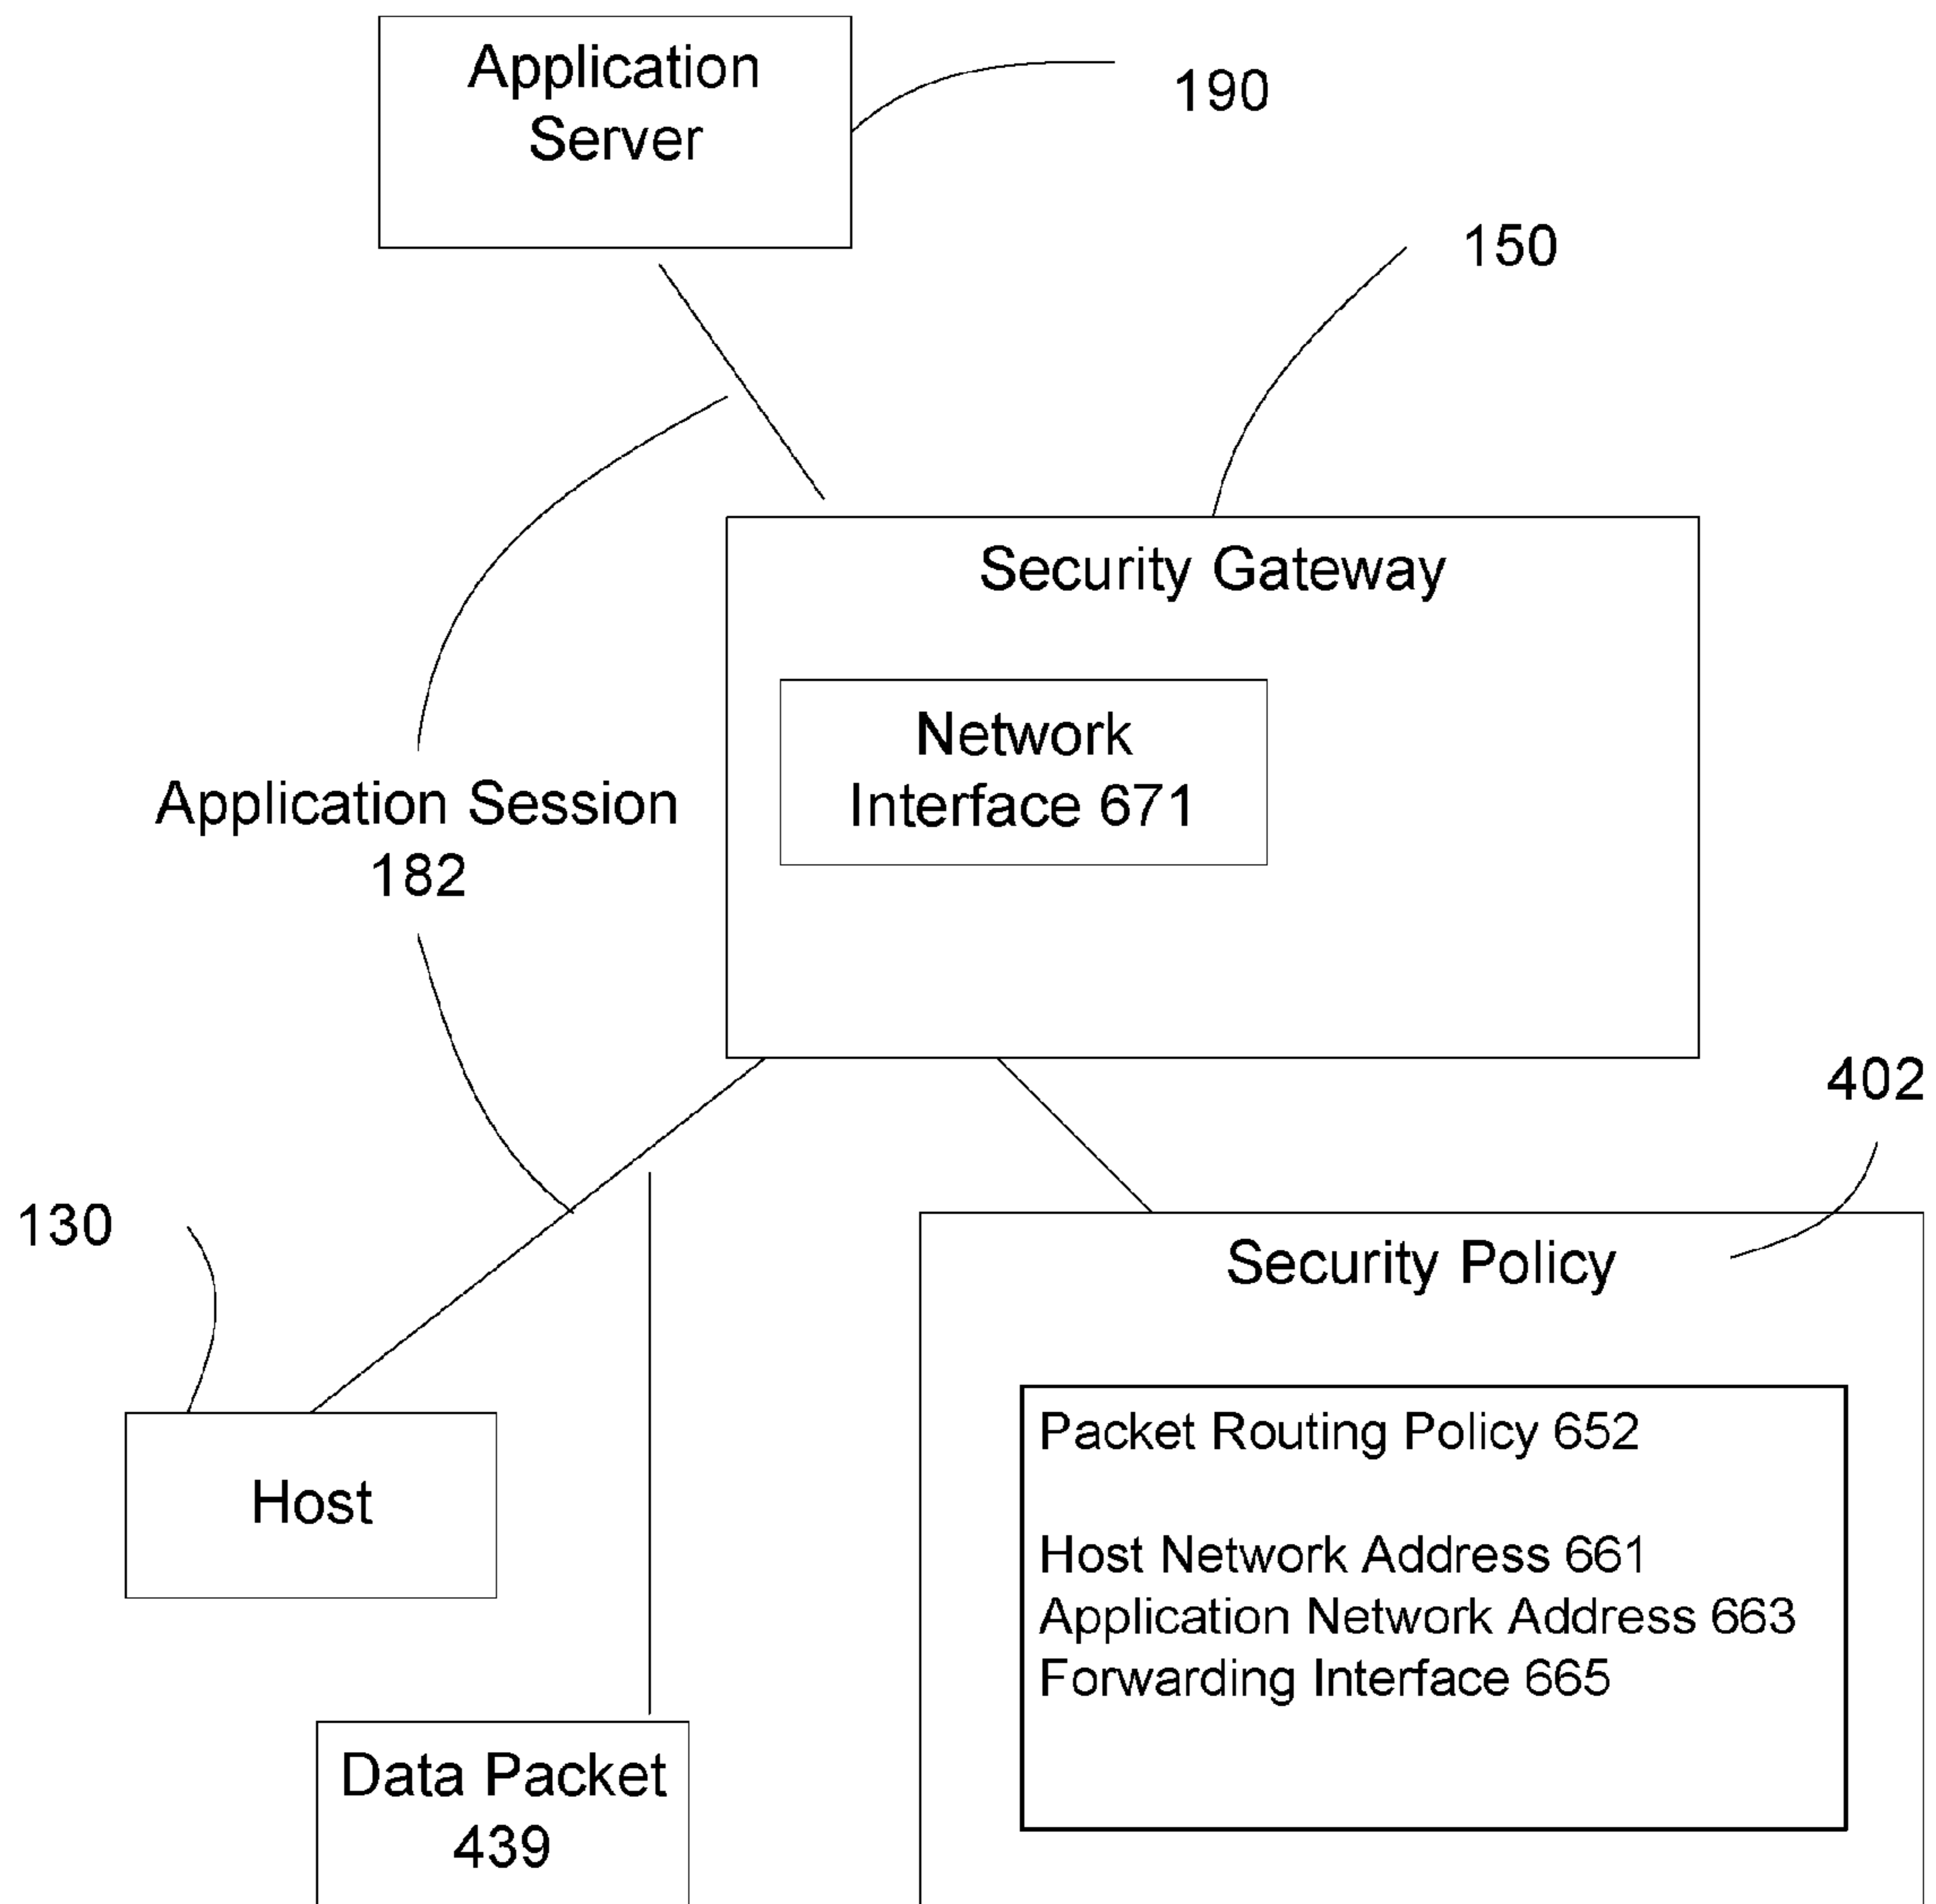 Application
Server
190
150
Security Gateway
Network
Interface 671
Application Session
182
402
130
Security Policy
Host
Packet Routing Policy 652
Host Network Address 661
Application Network Address 663
Forwarding Interface 665
Data Packet
439